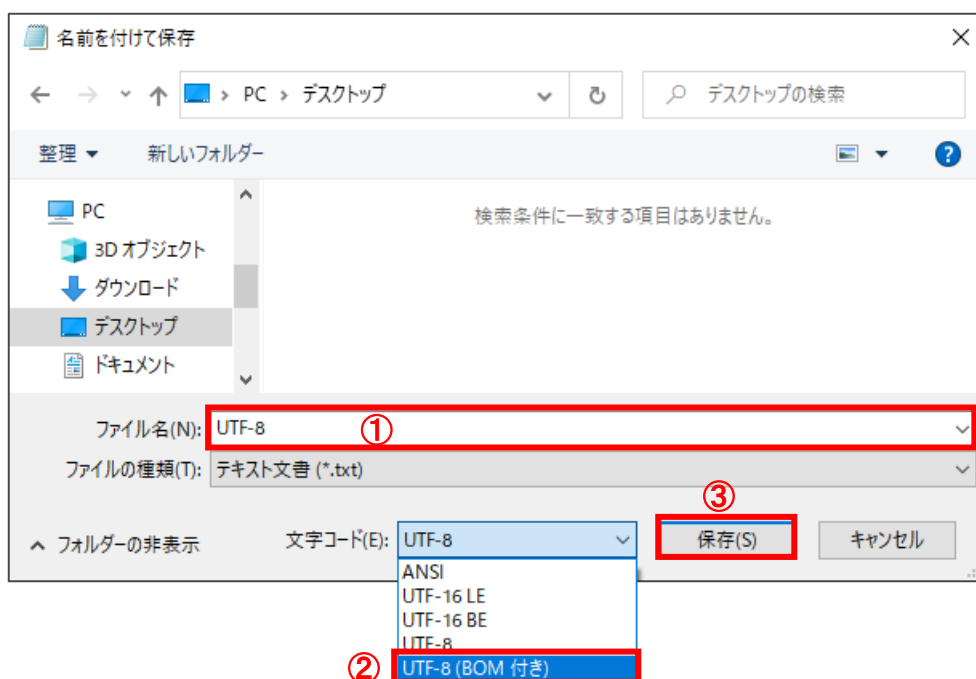 名前を付けて保存
PC › デスクトップ
デスクトップの検索
整理 新しいフォルダー
PC
検索条件に一致する項目はありません。
3D オブジェクト
ダウンロード
デスクトップ
ドキュメント
ファイル名(N): UTF-8 ①
ファイルの種類(T): テキスト文書 (*.txt)
③
フォルダーの非表示 文字コード(E): UTF-8 保存(S) キャンセル
ANSI
UTF-16 LE
UTF-16 BE
UTF-8
② UTF-8 (BOM 付き)